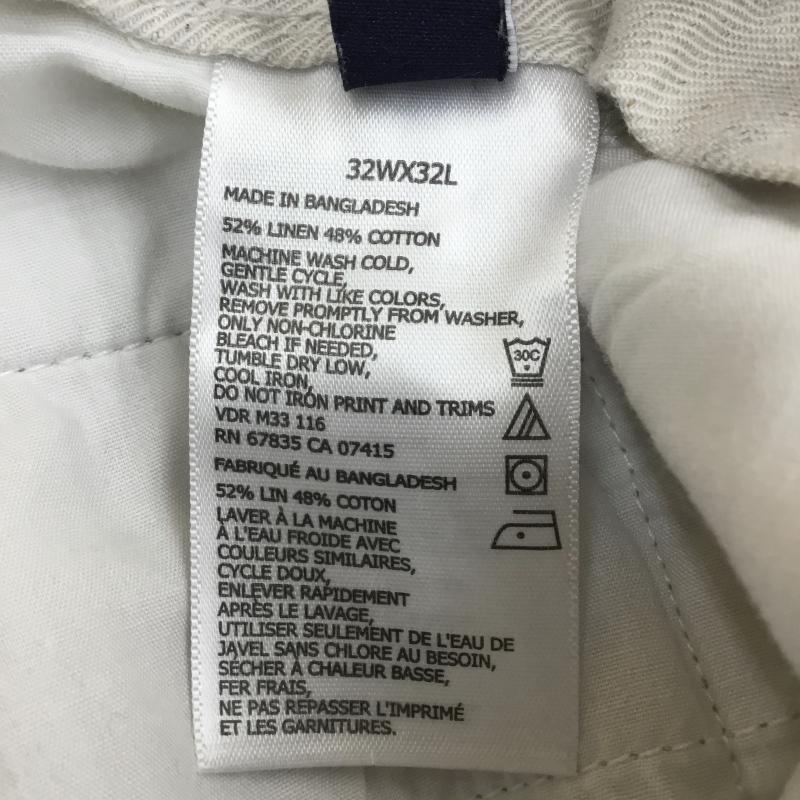 32WX32L
MADE IN BANGLADESH
52% LINEN 48% COTTON
MACHINE WASH COLD,
GENTLE CYCLE,
WASH WITH LIKE COLORS,
REMOVE PROMPTLY FROM WASHER,
ONLY NON-CHLORINE
BLEACH IF NEEDED,
TUMBLE DRY LOW,
COOL IRON,
DO NOT IRON PRINT AND TRIMS
VDR M33 116
RN 67835 CA 07415
30C
FABRIQUÉ AU BANGLADESH
52% LIN 48% COTON
LAVER À LA MACHINE
À L'EAU FROIDE AVEC
COULEURS SIMILAIRES,
CYCLE DOUX,
ENLEVER RAPIDEMENT
APRÈS LE LAVAGE,
UTILISER SEULEMENT DE L'EAU DE
JAVEL SANS CHLORE AU BESOIN,
SÉCHER À CHALEUR BASSE,
FER FRAIS,
NE PAS REPASSER L'IMPRIMÉ
ET LES GARNITURES.